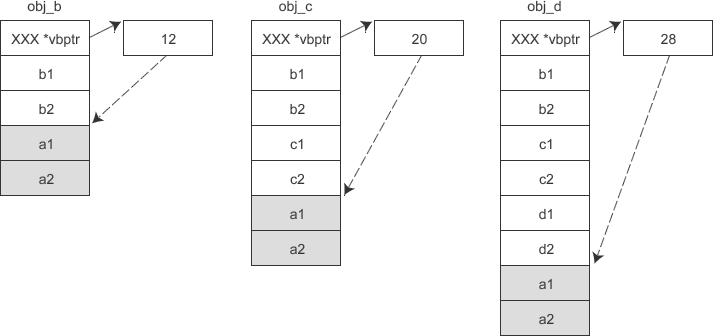 obj_b
XXX *vbptr
12
b1
b2
a1
a2
obj_c
XXX *vbptr
20
b1
b2
c1
c2
a1
a2
obj_d
XXX *vbptr
28
b1
b2
c1
c2
d1
d2
a1
a2